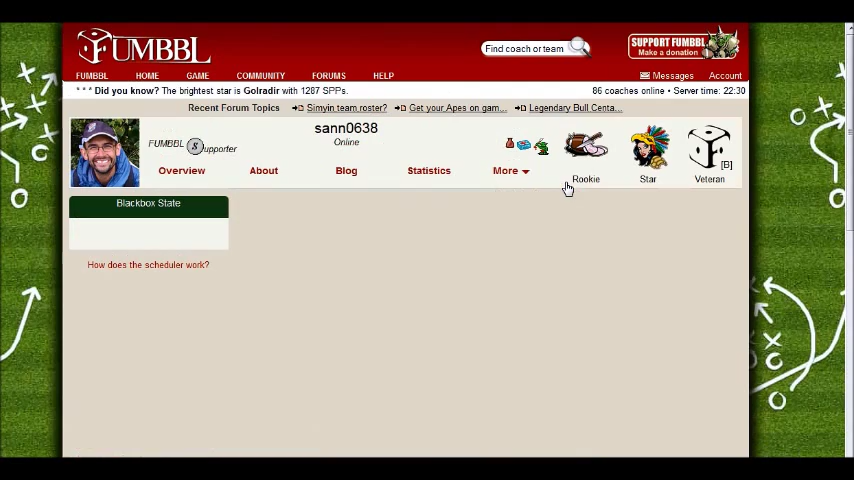 FUMBBL
Find coach or team
SUPPORT FUMBBL
Make a donation
FUMBBL HOME GAME COMMUNITY FORUMS HELP Messages Account
* * * Did you know? The brightest star is Golradir with 1287 SPPs. 86 coaches online • Server time: 22:30
Recent Forum Topics Simyin team.roster? Get your Apes on gam... Legendary Bull Centa...
sann0638
FUMBBL Supporter
Online
[B]
Overview About Blog Statistics More
Rookie Star Veteran
Blackbox State
How does the scheduler work?